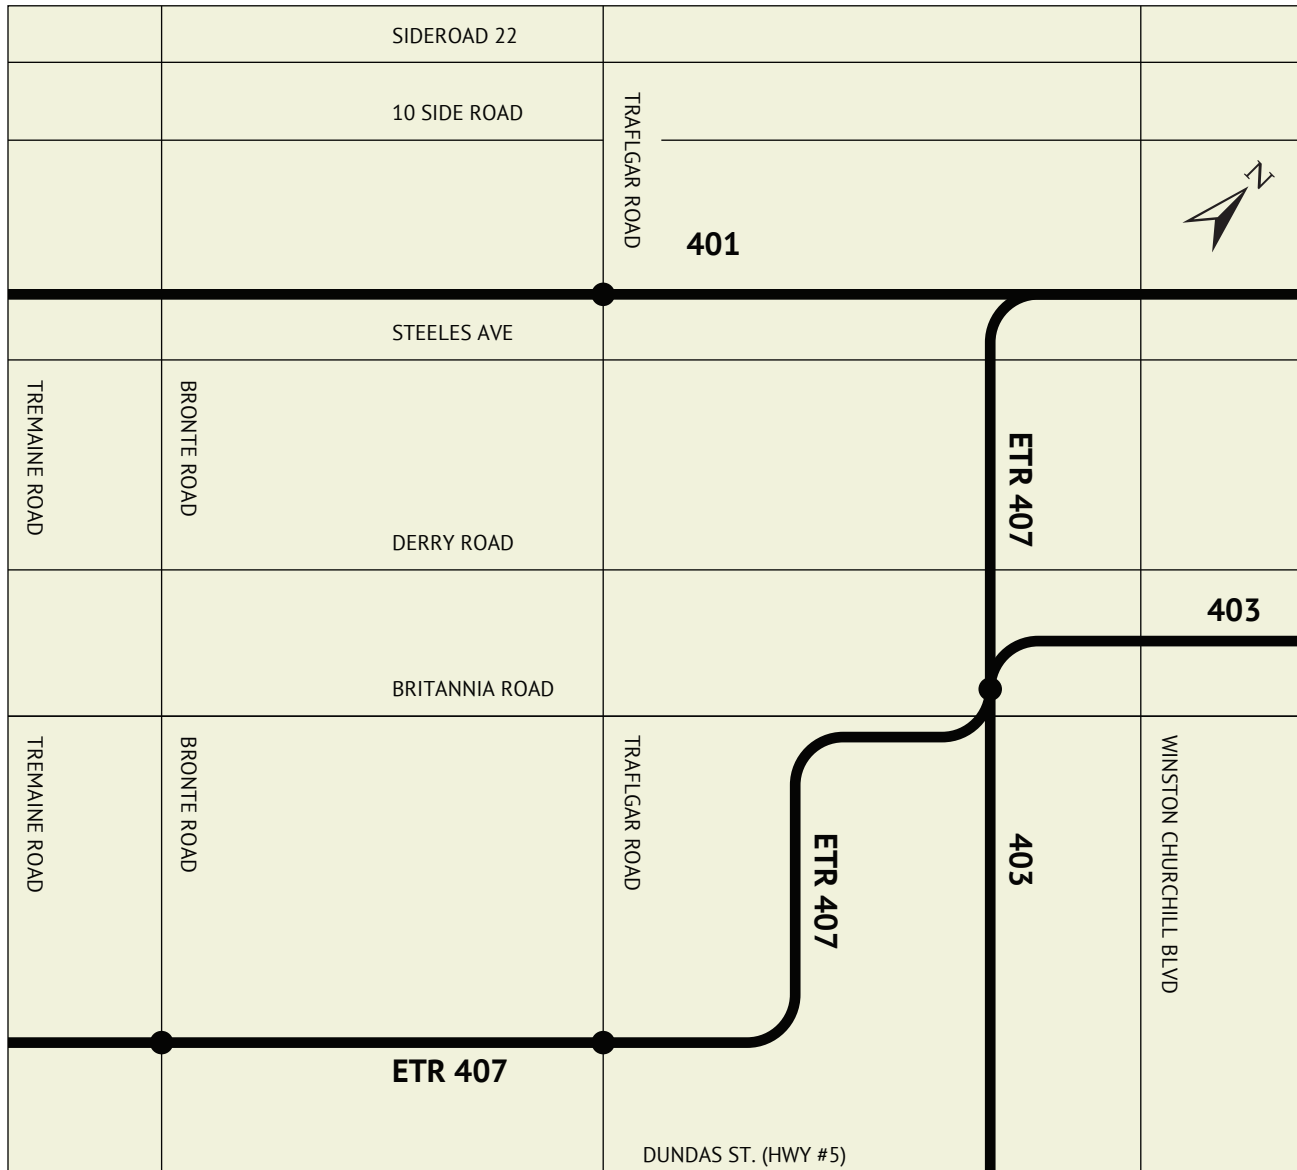 SIDEROAD 22
10 SIDE ROAD
TRAFLGAR ROAD
N
401
STEELES AVE
TREMAINE ROAD
BRONTE ROAD
ETR 407
DERRY ROAD
403
BRITANNIA ROAD
TREMAINE ROAD
BRONTE ROAD
TRAFLGAR ROAD
ETR 407
403
WINSTON CHURCHILL BLVD
ETR 407
DUNDAS ST. (HWY #5)